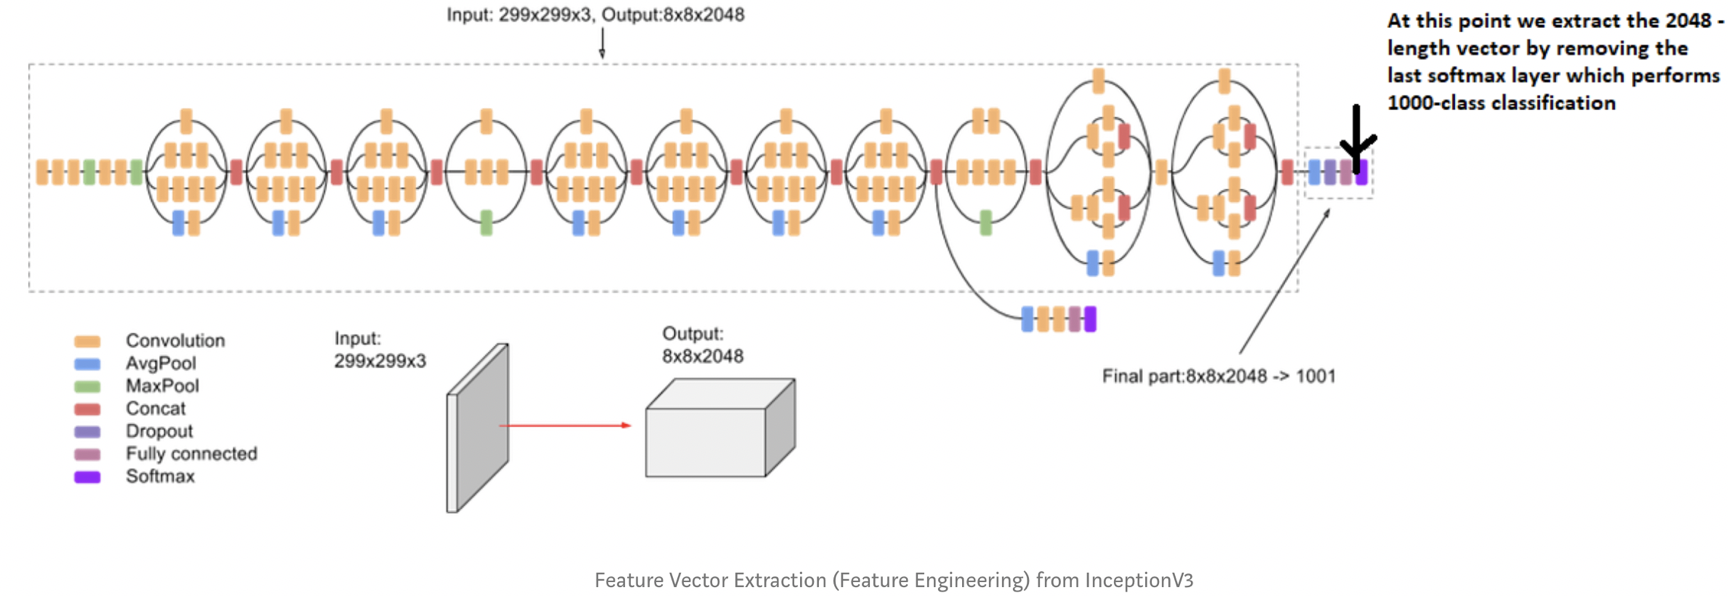 Input: 299x299x3, Output:8x8x2048
At this point we extract the 2048 -
length vector by removing the
last softmax layer which performs
1000-class classification
Convolution
AvgPool
MaxPool
Concat
Dropout
Fully connected
Softmax
Input:
299x299x3
Output:
8x8x2048
Final part:8x8x2048 -> 1001
Feature Vector Extraction (Feature Engineering) from InceptionV3